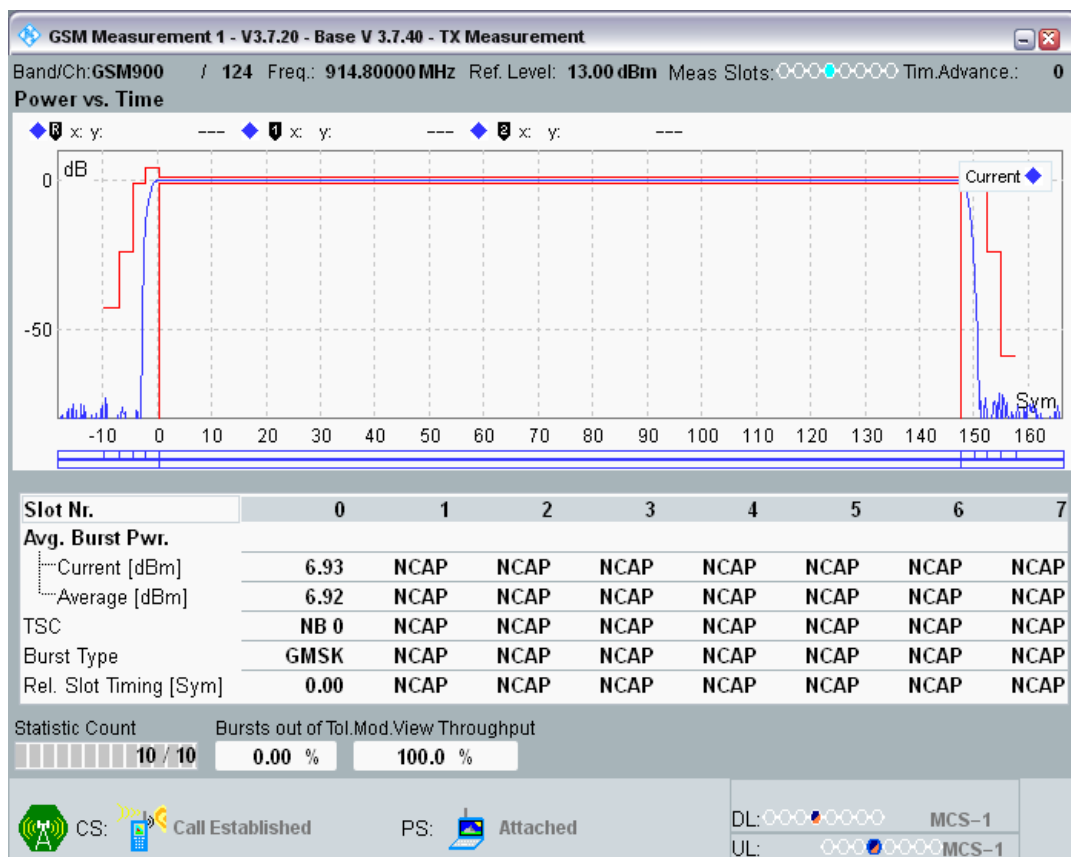 GSM Measurement 1 - V3.7.20 - Base V 3.7.40 - TX Measurement
Band/Ch:GSM900 / 124 Freq.: 914.80000 MHz Ref. Level: 13.00 dBm Meas Slots: Tim.Advance.: 0
Power vs. Time
R x: y: --- 1 x: y: --- 2 x: y: ---
dB
Current
0
-50
Sym
-10 0 10 20 30 40 50 60 70 80 90 100 110 120 130 140 150 160
Slot Nr. 0 1 2 3 4 5 6 7
Avg. Burst Pwr.
Current [dBm] 6.93 NCAP NCAP NCAP NCAP NCAP NCAP NCAP
Average [dBm] 6.92 NCAP NCAP NCAP NCAP NCAP NCAP NCAP
TSC NB 0 NCAP NCAP NCAP NCAP NCAP NCAP NCAP
Burst Type GMSK NCAP NCAP NCAP NCAP NCAP NCAP NCAP
Rel. Slot Timing [Sym] 0.00 NCAP NCAP NCAP NCAP NCAP NCAP NCAP
Statistic Count Bursts out of Tol. Mod.View Throughput
10 / 10 0.00 % 100.0 %
CS: Call Established PS: Attached DL: MCS-1
UL: MCS-1